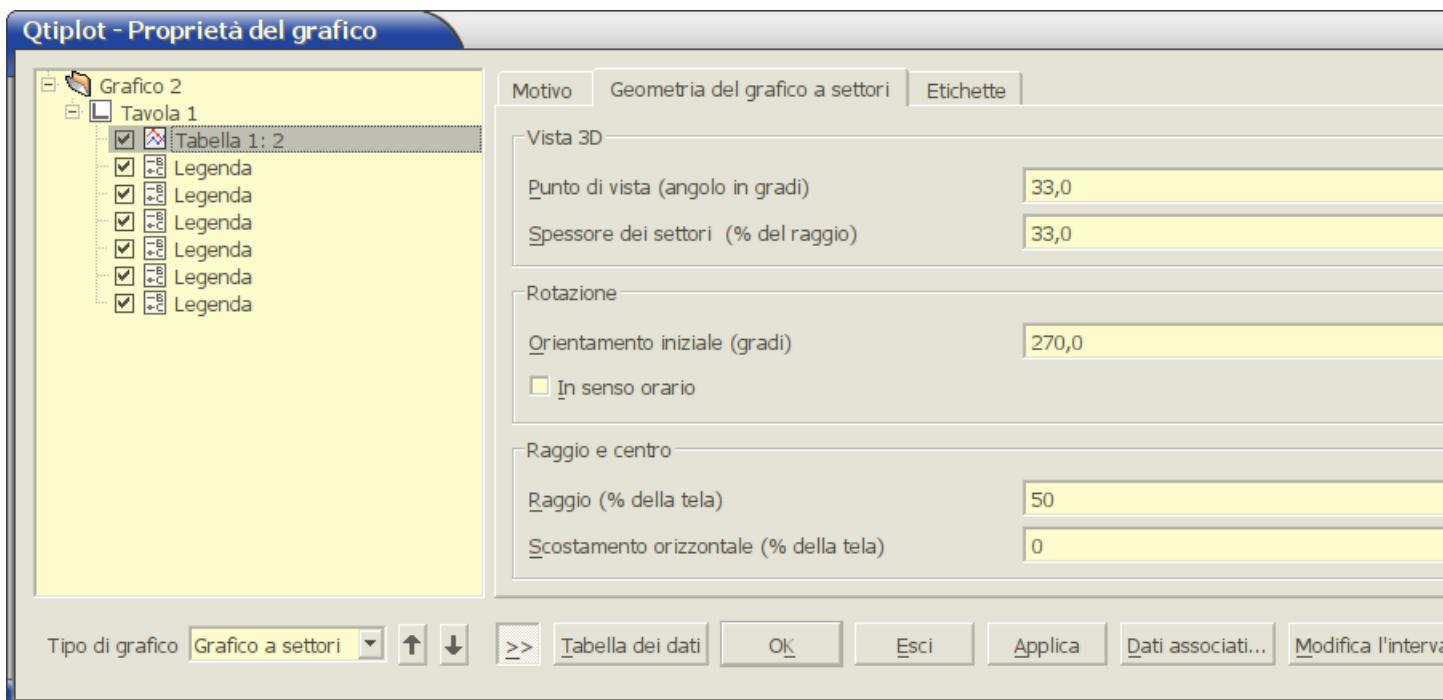 Qtiplot - Proprietà del grafico
Grafico 2
Tavola 1
Tabella 1: 2
Legenda
Legenda
Legenda
Legenda
Legenda
Legenda
Motivo Geometria del grafico a settori Etichette
Vista 3D
Punto di vista (angolo in gradi) 33,0
Spessore dei settori (% del raggio) 33,0
Rotazione
Orientamento iniziale (gradi) 270,0
In senso orario
Raggio e centro
Raggio (% della tela) 50
Scostamento orizzontale (% della tela) 0
Tipo di grafico Grafico a settori >> Tabella dei dati OK Esci Applica Dati associati... Modifica l'interva